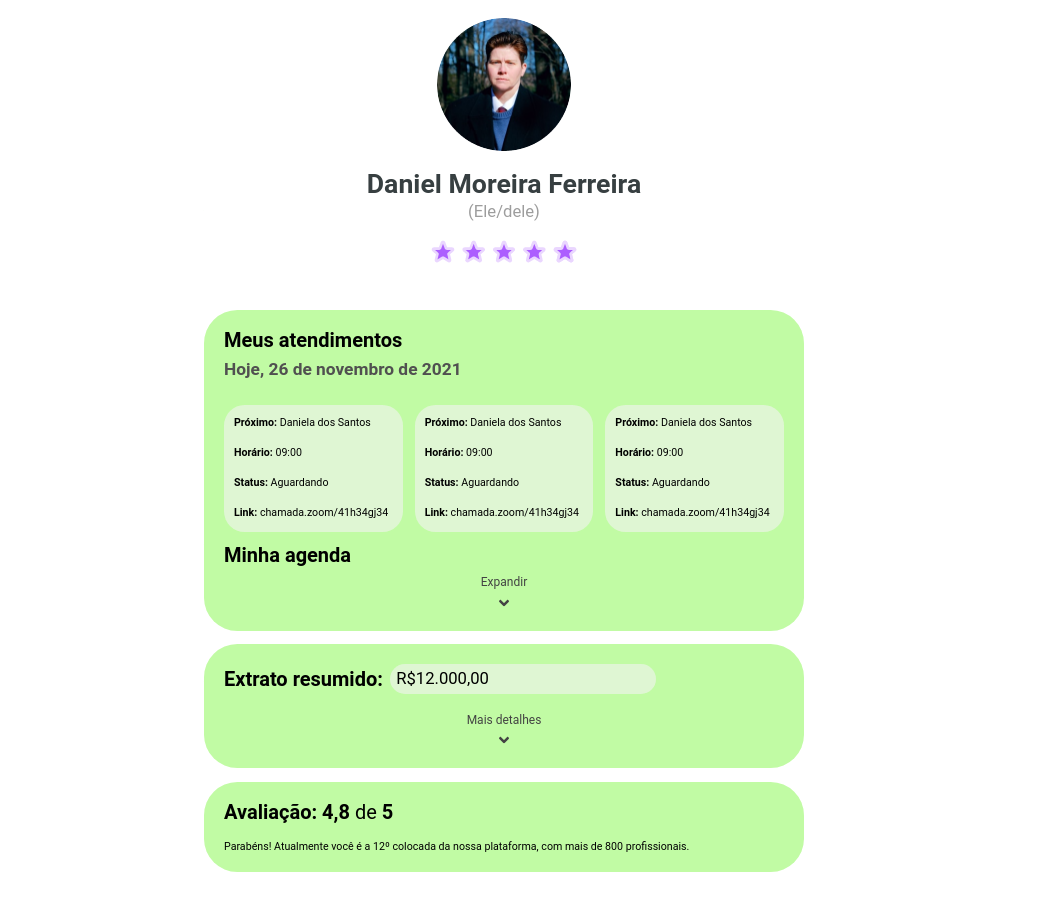 Daniel Moreira Ferreira
(Ele/dele)
Meus atendimentos
Hoje, 26 de novembro de 2021
Próximo: Daniela dos Santos
Horário: 09:00
Status: Aguardando
Link: chamada.zoom/41h34gj34
Próximo: Daniela dos Santos
Horário: 09:00
Status: Aguardando
Link: chamada.zoom/41h34gj34
Próximo: Daniela dos Santos
Horário: 09:00
Status: Aguardando
Link: chamada.zoom/41h34gj34
Minha agenda
Expandir
Extrato resumido: R$12.000,00
Mais detalhes
Avaliação: 4,8 de 5
Parabéns! Atualmente você é a 12º colocada da nossa plataforma, com mais de 800 profissionais.